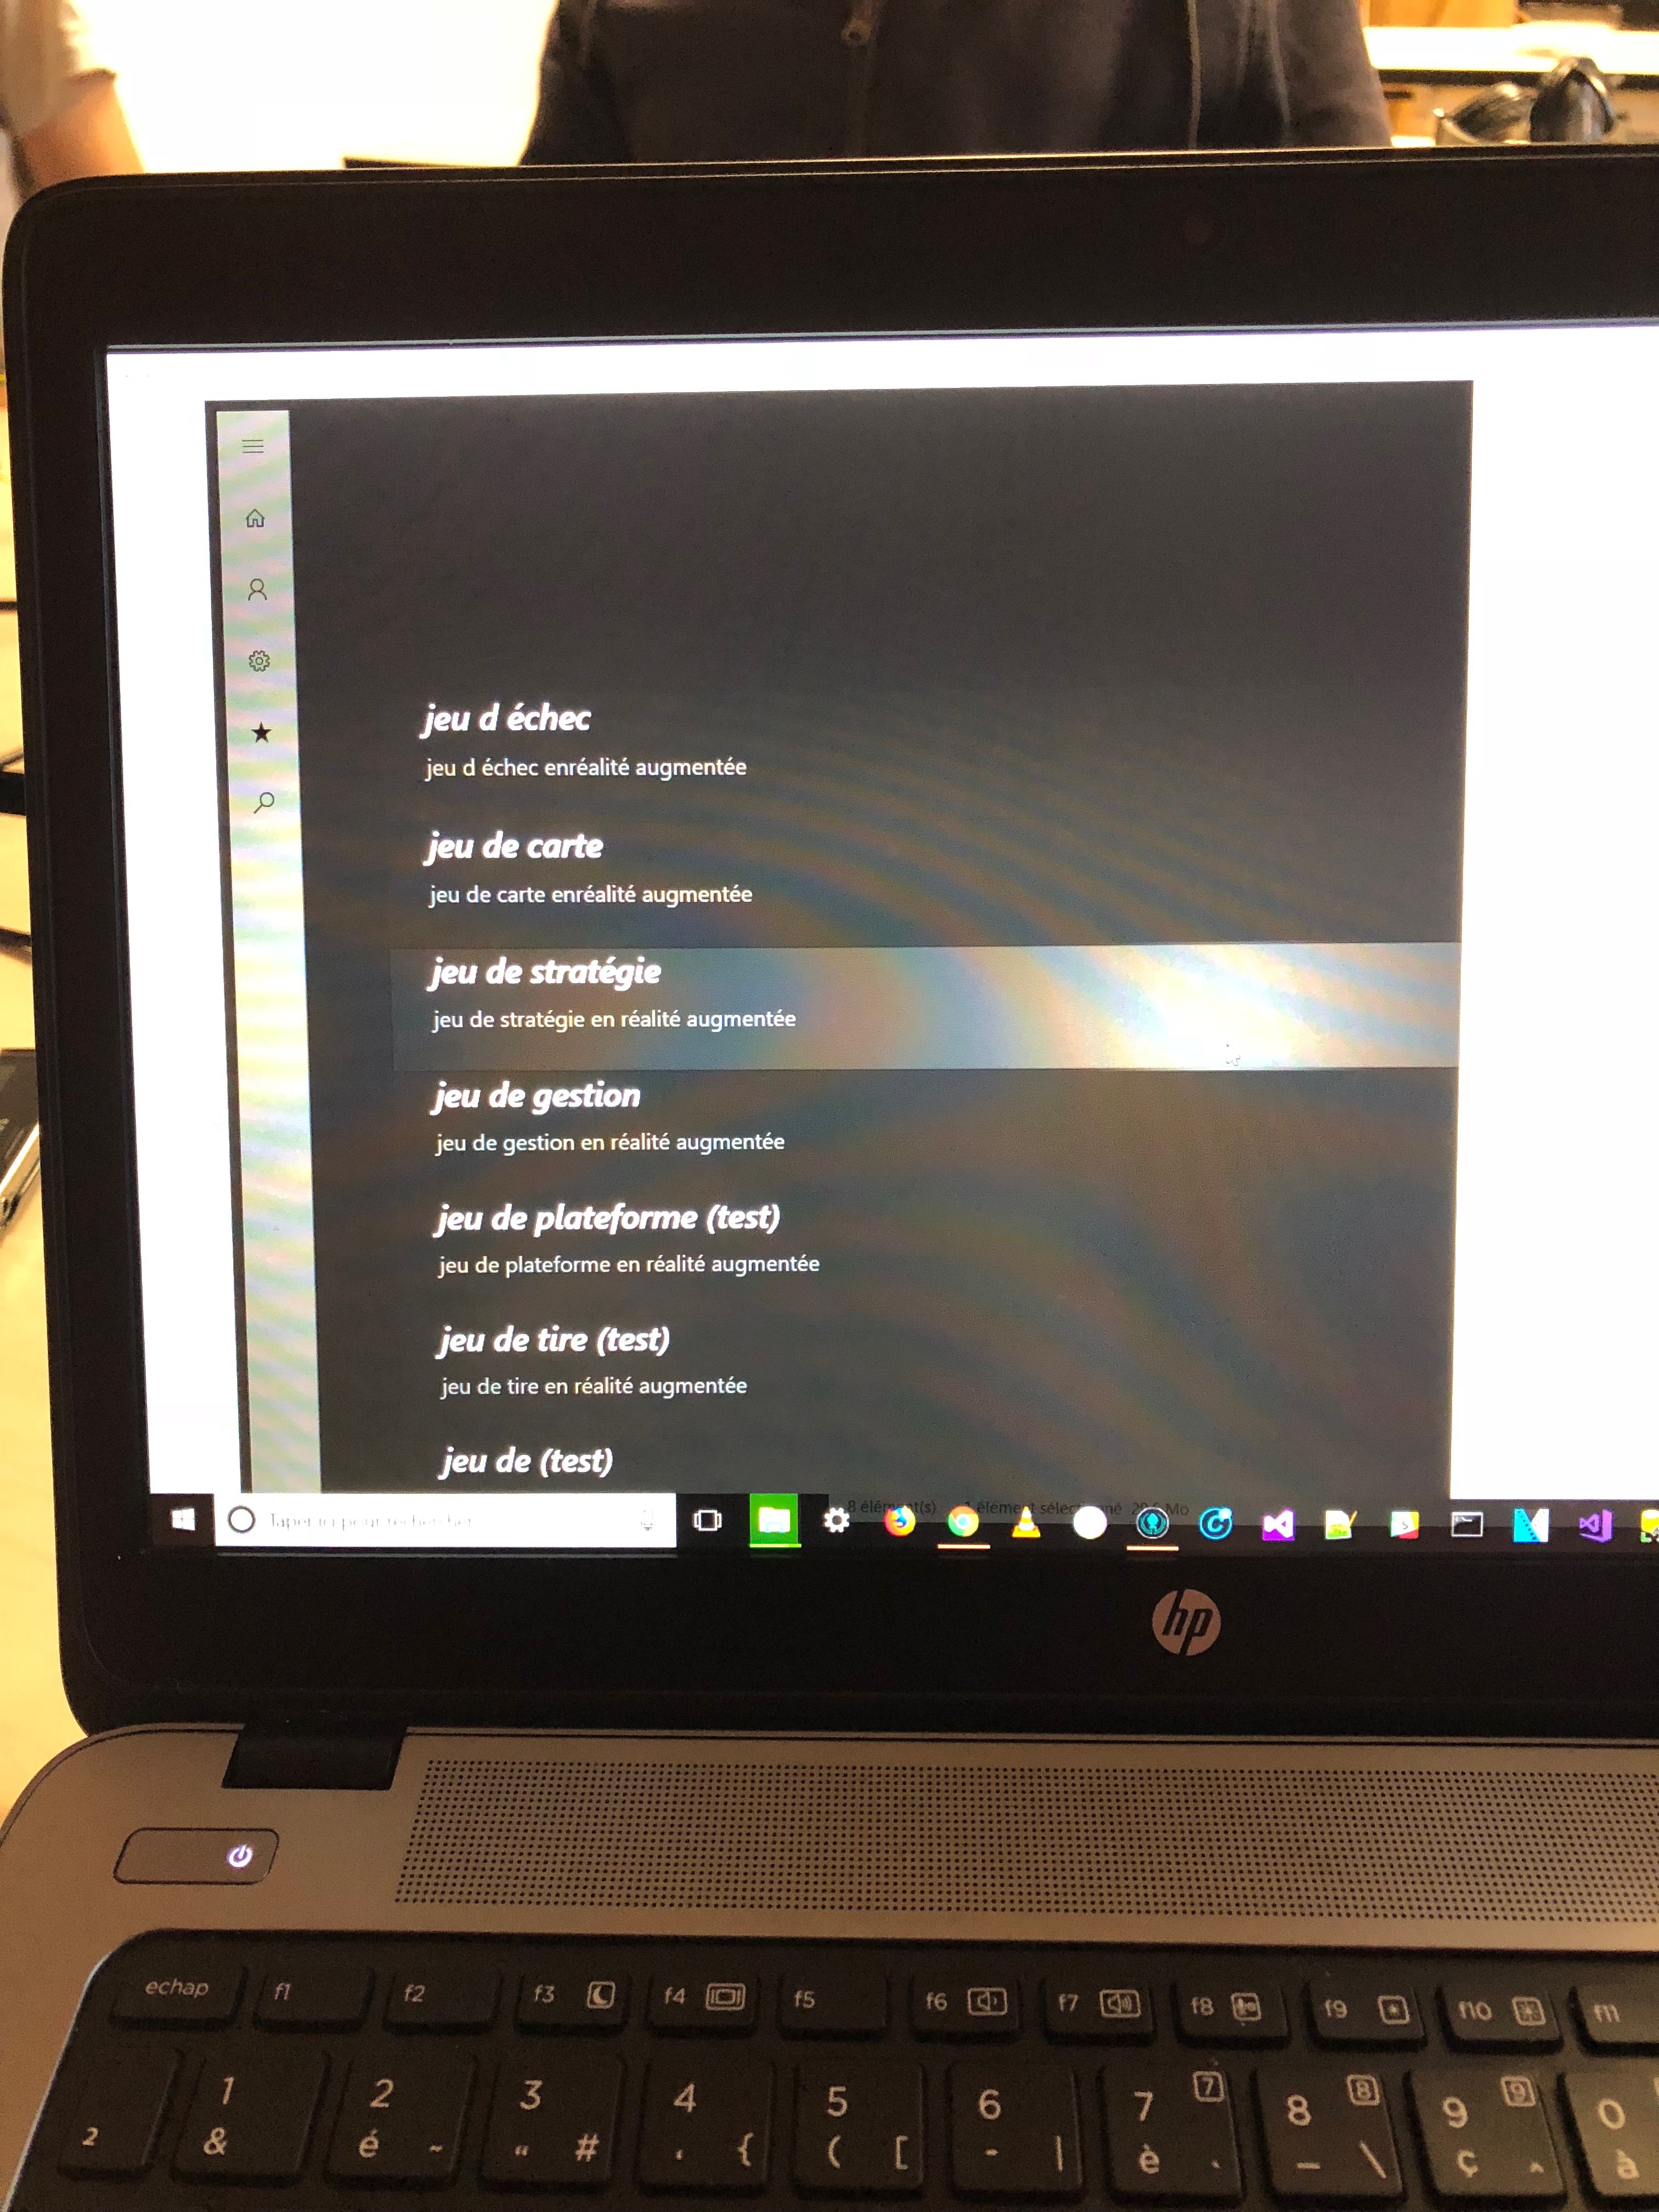 jeu d échec
jeu d échec enréalité augmentée
jeu de carte
jeu de carte enréalité augmentée
jeu de stratégie
jeu de stratégie en réalité augmentée
jeu de gestion
jeu de gestion en réalité augmentée
jeu de plateforme (test)
jeu de plateforme en réalité augmentée
jeu de tire (test)
jeu de tire en réalité augmentée
jeu de (test)
8 élément(s) 1 élément sélectionné Mo
Taper ici pour rechercher
hp
echap f1 f2 f3 f4 f5 f6 f7 f8 f9 f10 f11
1 2 3 4 5 6 7 7 8 8 9 9 0
2 & é ~ " # ' { ( [ - | è ` _ \ ç ^ à